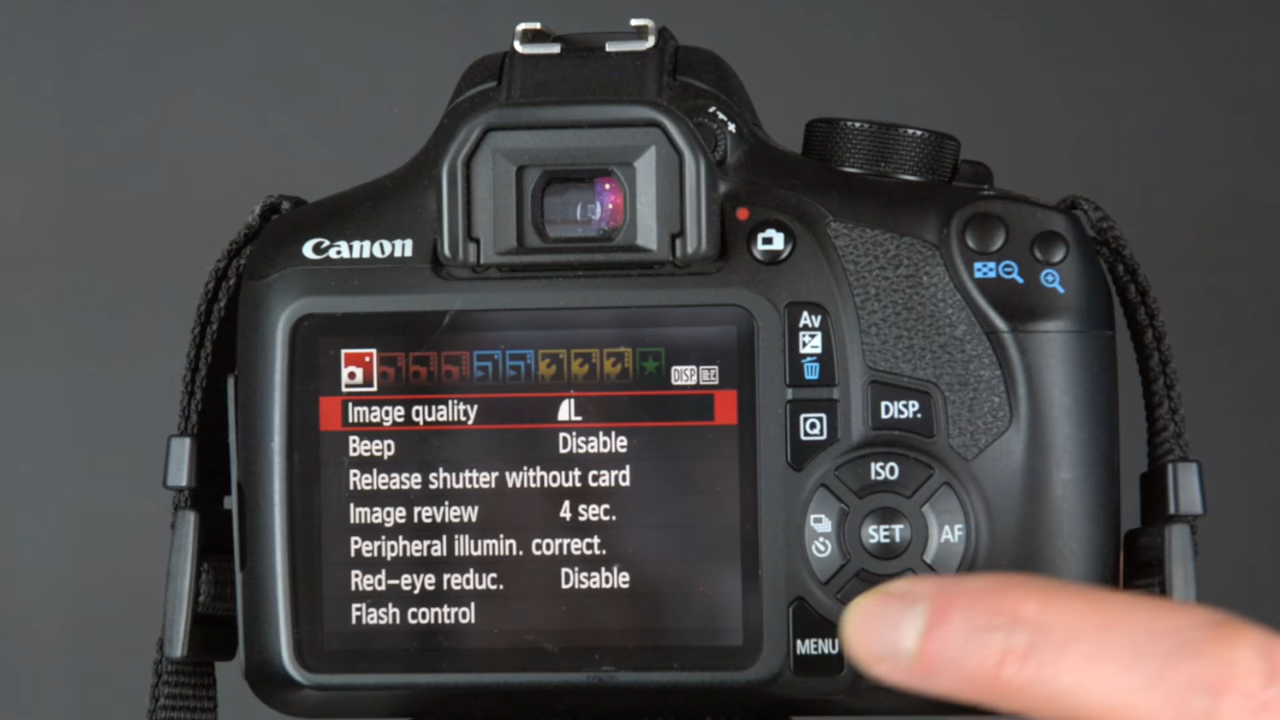 Canon
DISP.
Image quality L
Beep Disable
Release shutter without card
Image review 4 sec.
Peripheral illumin. correct.
Red-eye reduc. Disable
Flash control
Av
Q
DISP.
ISO
SET
AF
MENU